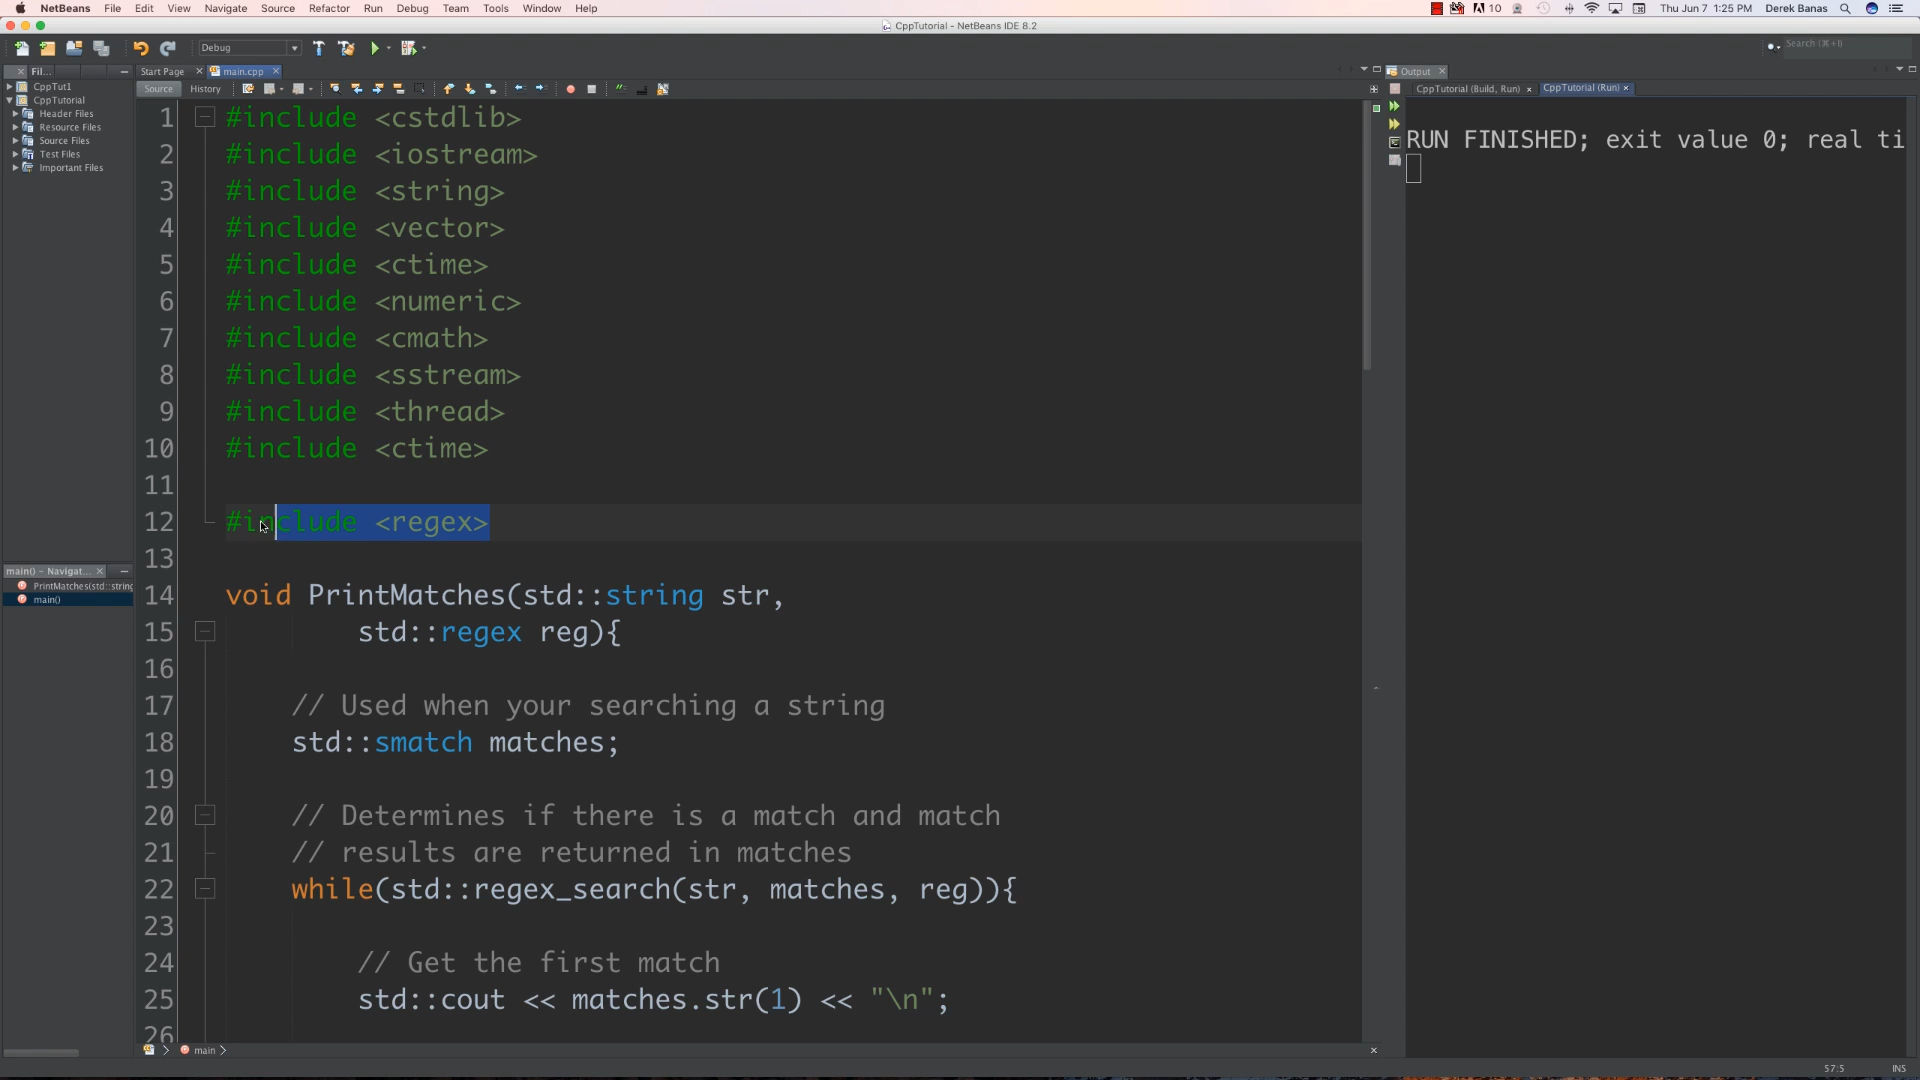 NetBeans File Edit View Navigate Source Refactor Run Debug Team Tools Window Help 10 Thu Jun 7 1:25 PM Derek Banas
CppTutorial - NetBeans IDE 8.2
Debug
Search (⌘+I)
Fil... Start Page main.cpp Output
Source History CppTutorial (Build, Run) CppTutorial (Run)
CppTut1
CppTutorial
Header Files
Resource Files
Source Files
Test Files
Important Files
main() - Navigat...
PrintMatches(std::string
main()
1 #include <cstdlib>
2 #include <iostream>
3 #include <string>
4 #include <vector>
5 #include <ctime>
6 #include <numeric>
7 #include <cmath>
8 #include <sstream>
9 #include <thread>
10 #include <ctime>
11
12 #include <regex>
13
14 void PrintMatches(std::string str,
15 std::regex reg){
16
17 // Used when your searching a string
18 std::smatch matches;
19
20 // Determines if there is a match and match
21 // results are returned in matches
22 while(std::regex_search(str, matches, reg)){
23
24 // Get the first match
25 std::cout << matches.str(1) << "\n";
26
RUN FINISHED; exit value 0; real ti
main
57:5 INS